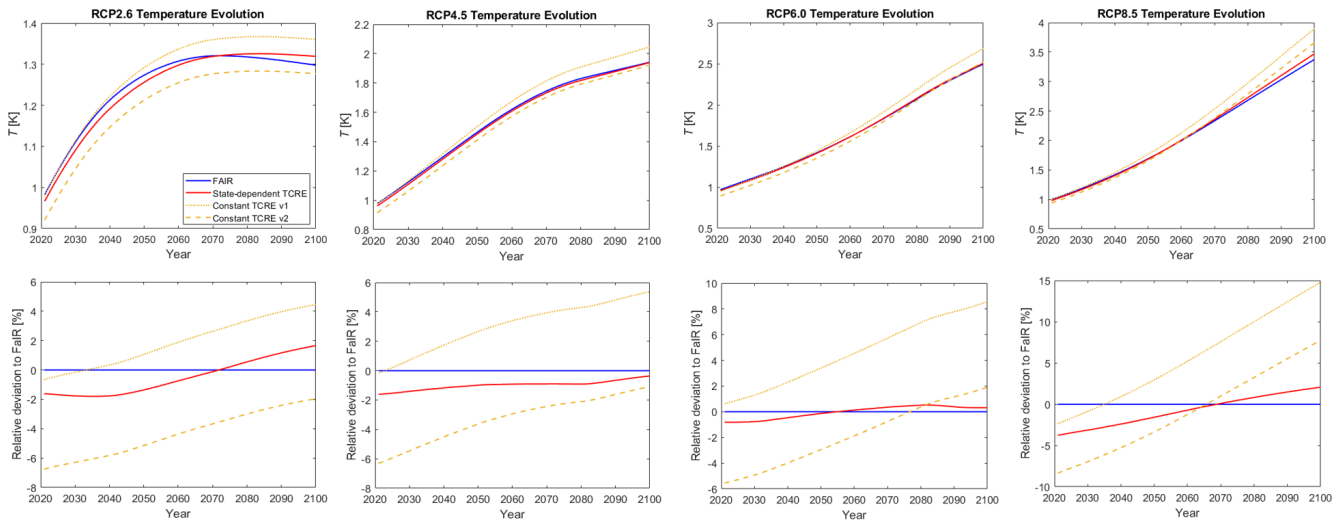 RCP2.6 Temperature Evolution
1.4
1.3
1.2
1.1
1
0.9
T [K]
2020 2030 2040 2050 2060 2070 2080 2090 2100
Year
FAIR
State-dependent TCRE
Constant TCRE v1
Constant TCRE v2
RCP4.5 Temperature Evolution
2.2
2
1.8
1.6
1.4
1.2
1
0.8
T [K]
2020 2030 2040 2050 2060 2070 2080 2090 2100
Year
RCP6.0 Temperature Evolution
3
2.5
2
1.5
1
0.5
T [K]
2020 2030 2040 2050 2060 2070 2080 2090 2100
Year
RCP8.5 Temperature Evolution
4
3.5
3
2.5
2
1.5
1
0.5
T [K]
2020 2030 2040 2050 2060 2070 2080 2090 2100
Year
6
4
2
0
-2
-4
-6
-8
Relative deviation to FaIR [%]
2020 2030 2040 2050 2060 2070 2080 2090 2100
Year
6
4
2
0
-2
-4
-6
-8
Relative deviation to FaIR [%]
2020 2030 2040 2050 2060 2070 2080 2090 2100
Year
10
8
6
4
2
0
-2
-4
-6
Relative deviation to FaIR [%]
2020 2030 2040 2050 2060 2070 2080 2090 2100
Year
15
10
5
0
-5
-10
Relative deviation to FaIR [%]
2020 2030 2040 2050 2060 2070 2080 2090 2100
Year